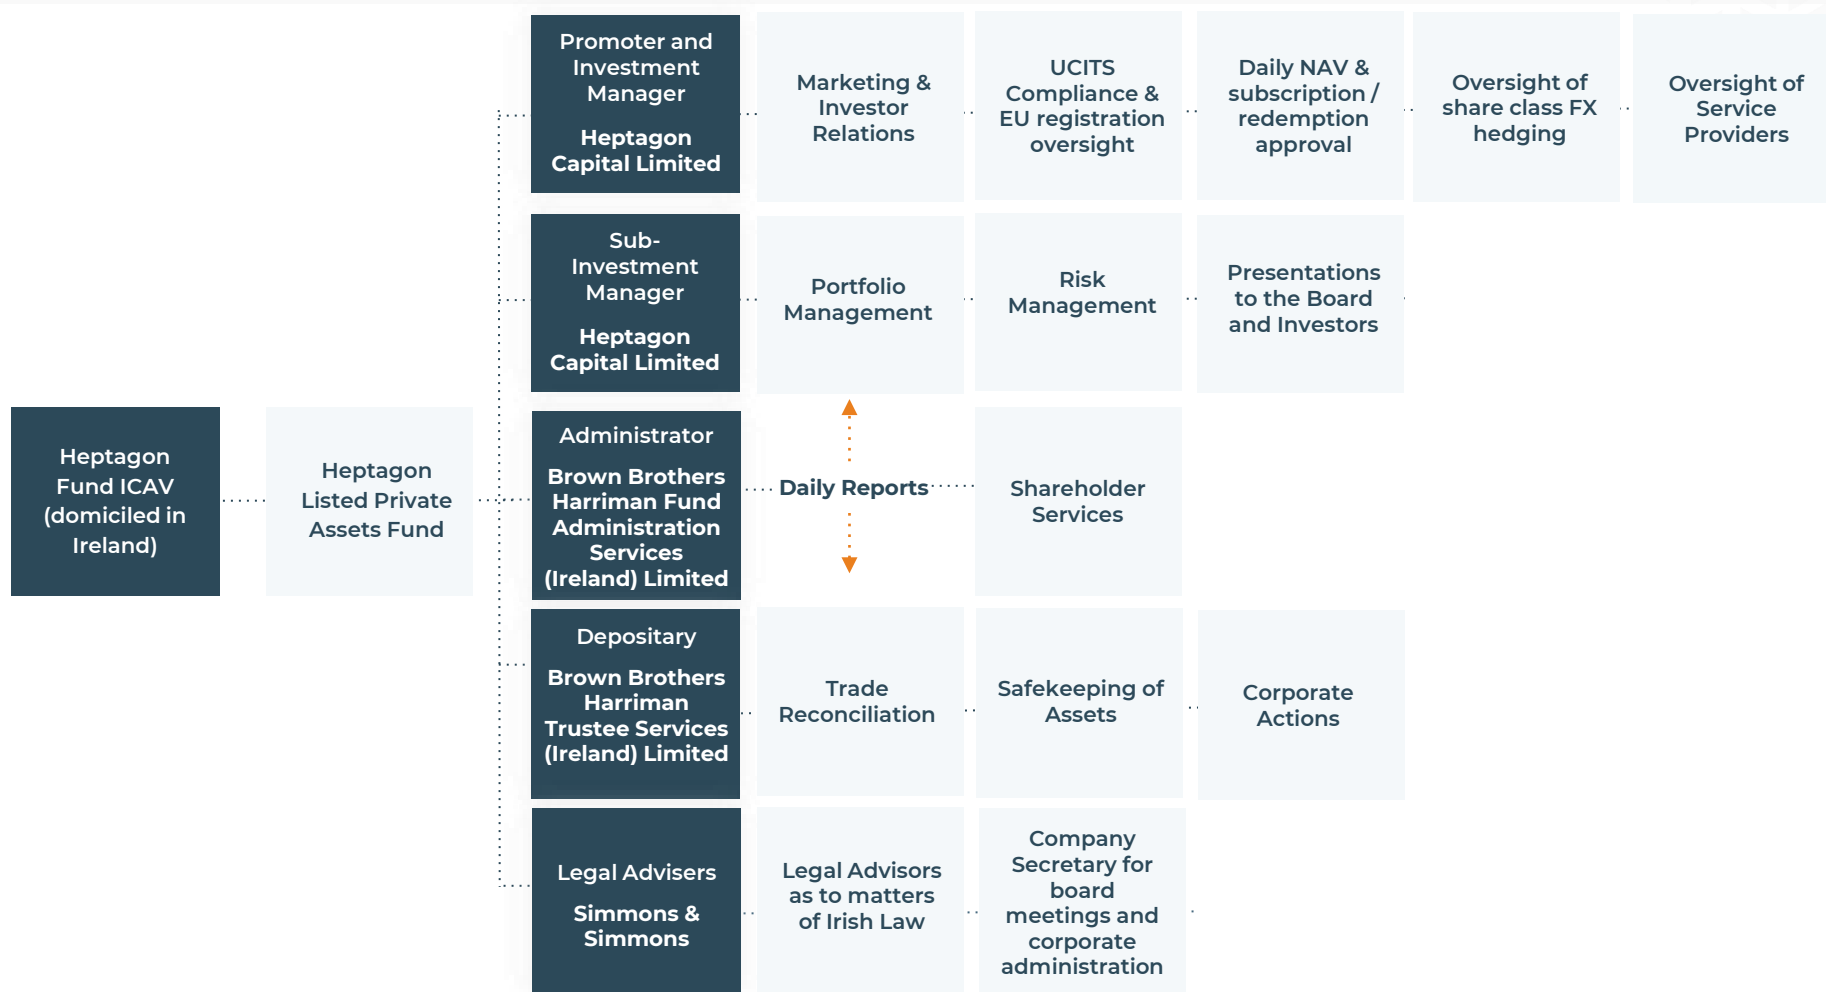 Heptagon
Fund ICAV
(domiciled in
Ireland)
Heptagon
Listed Private
Assets Fund
Promoter and
Investment
Manager
Heptagon
Capital Limited
Marketing &
Investor
Relations
UCITS
Compliance &
EU registration
oversight
Daily NAV &
subscription /
redemption
approval
Oversight of
share class FX
hedging
Oversight of
Service
Providers
Sub-
Investment
Manager
Heptagon
Capital Limited
Portfolio
Management
Risk
Management
Presentations
to the Board
and Investors
Administrator
Brown Brothers
Harriman Fund
Administration
Services
(Ireland) Limited
Daily Reports
Shareholder
Services
Depositary
Brown Brothers
Harriman
Trustee Services
(Ireland) Limited
Trade
Reconciliation
Safekeeping of
Assets
Corporate
Actions
Legal Advisers
Simmons &
Simmons
Legal Advisors
as to matters
of Irish Law
Company
Secretary for
board
meetings and
corporate
administration